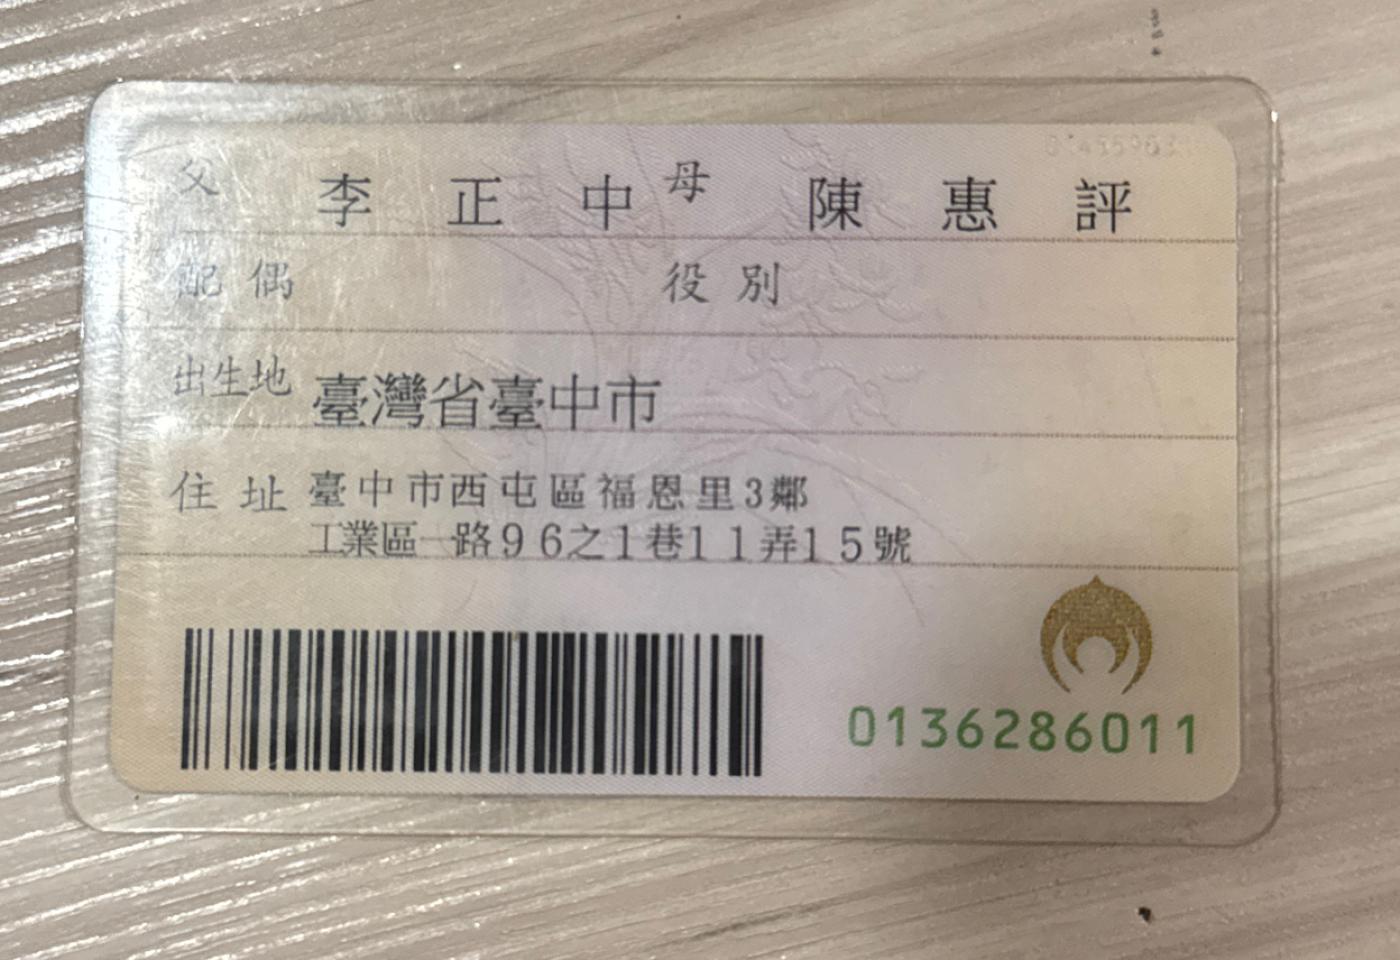 父 李正中 母 陳惠評
配偶 役別
出生地 臺灣省臺中市
住址 臺中市西屯區福恩里3鄰
工業區一路96之1巷11弄15號
0136286011